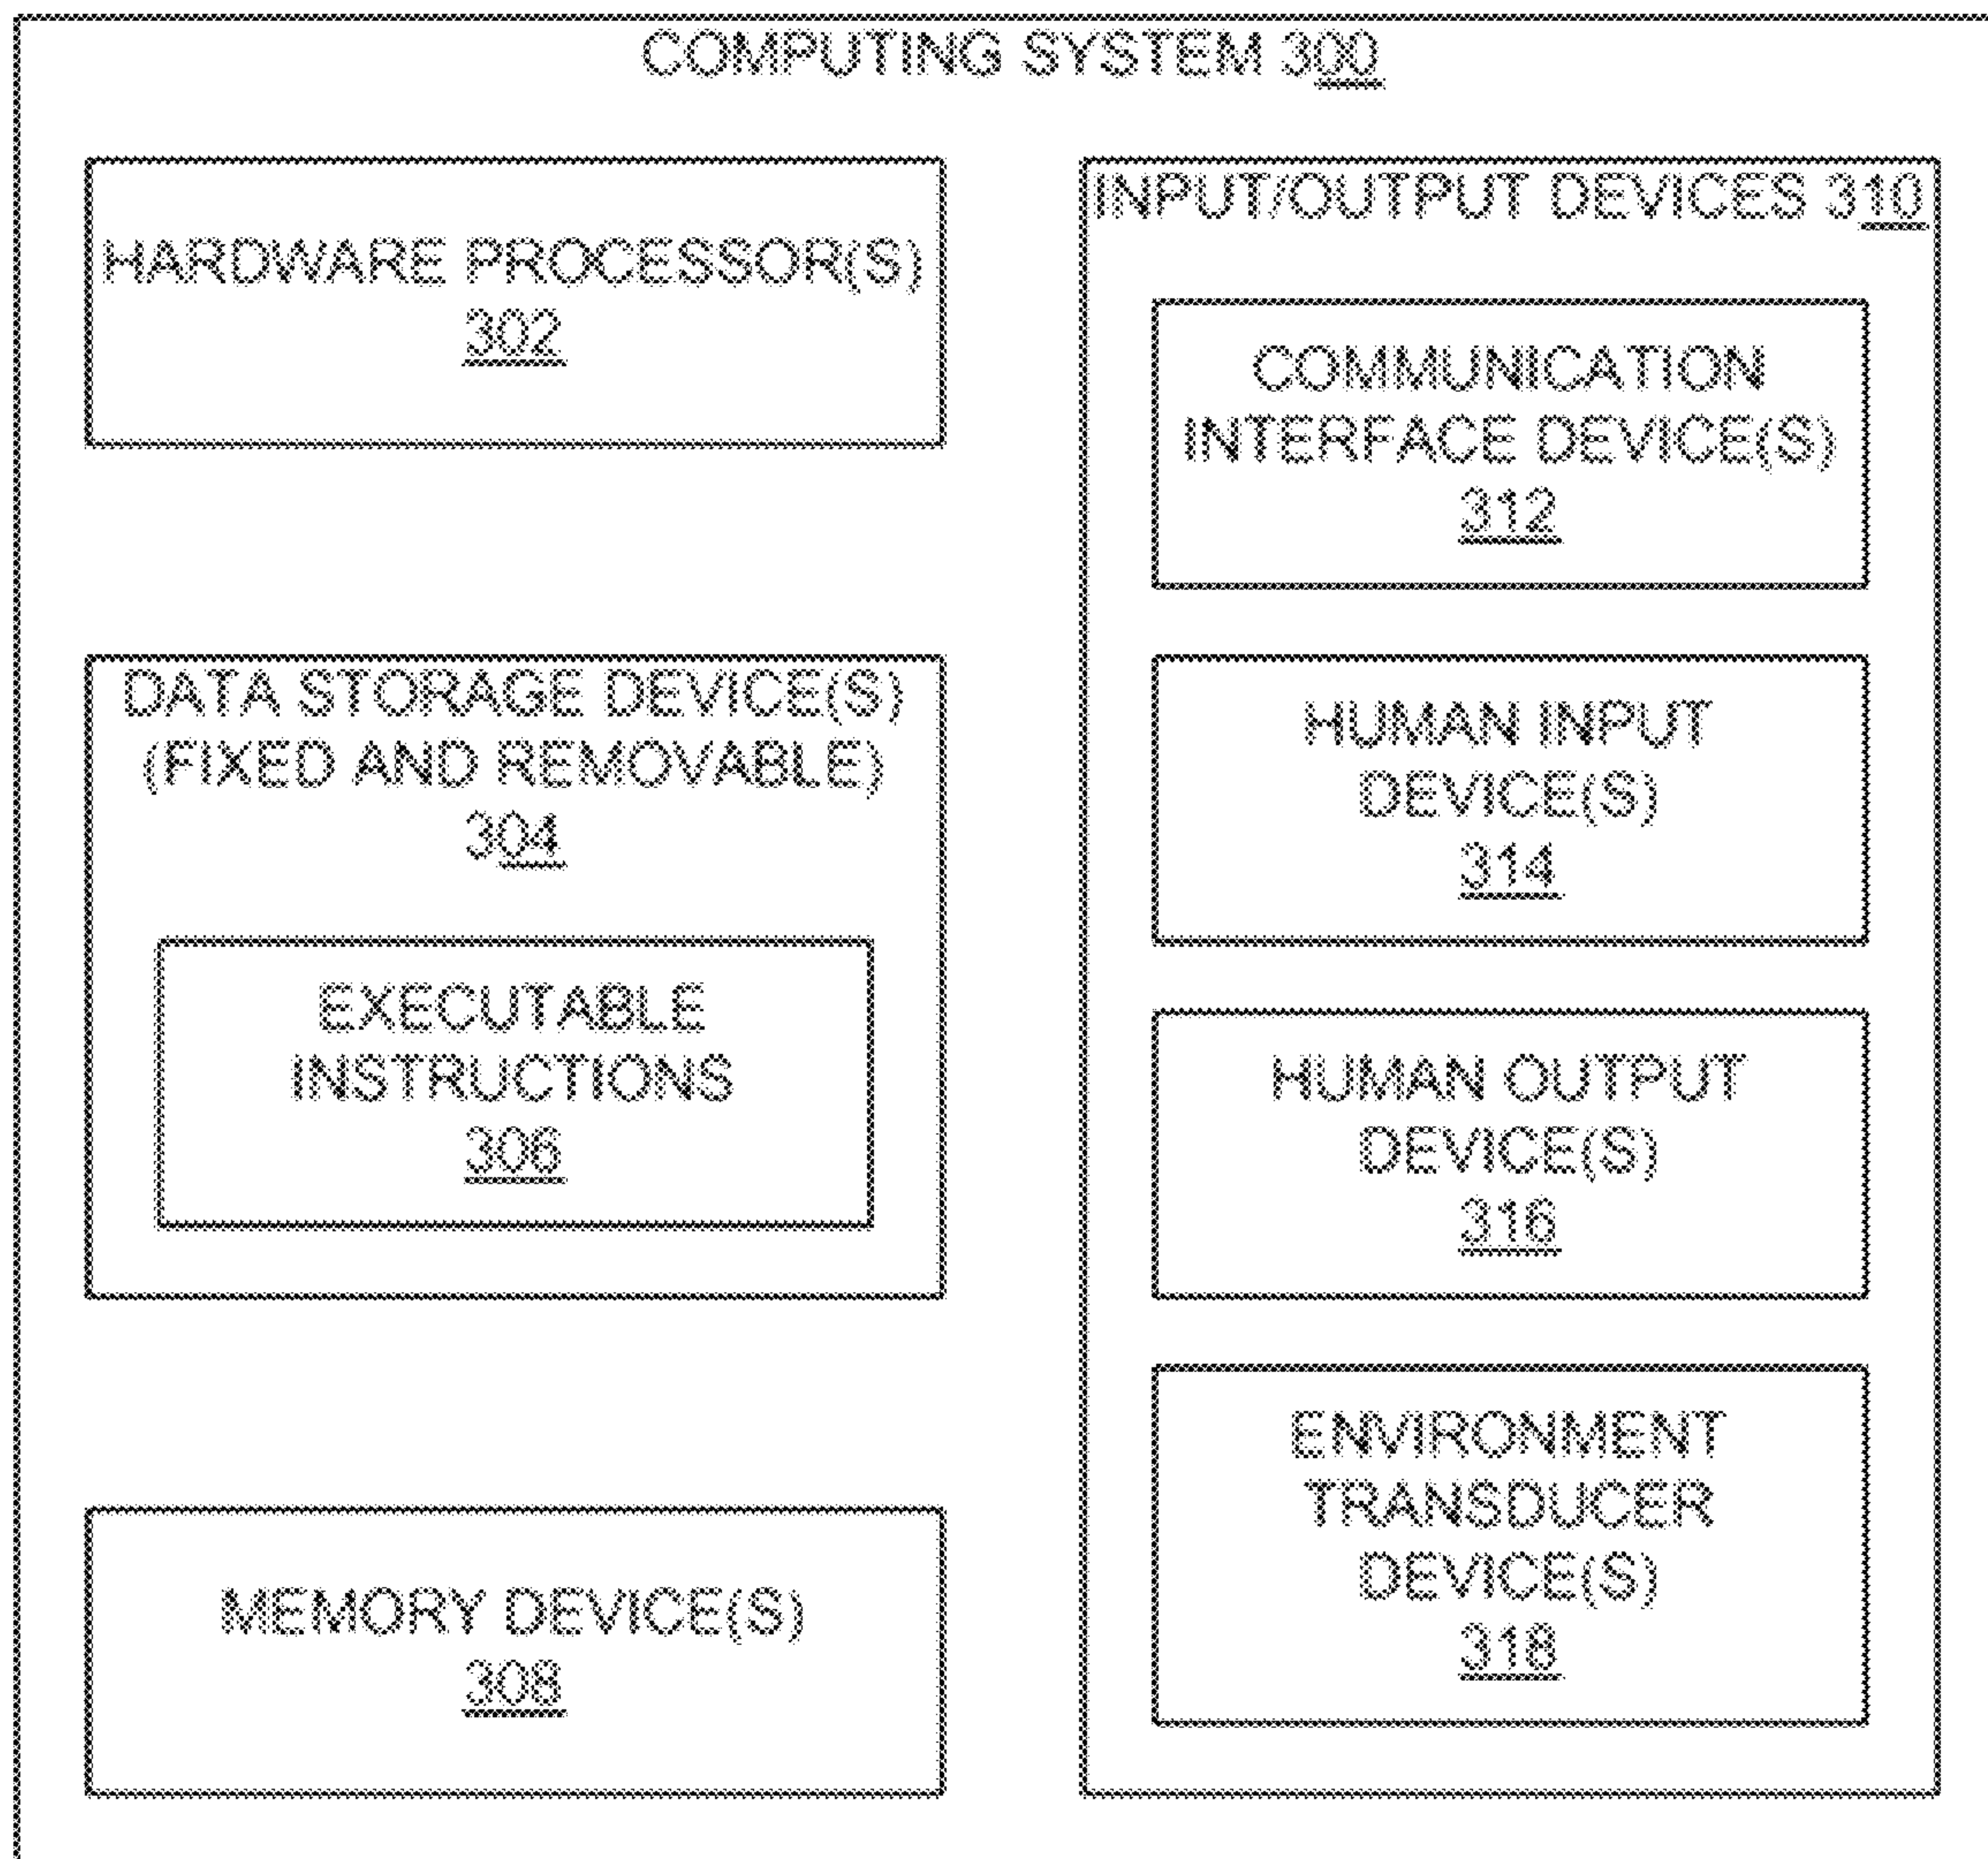 COMPUTING SYSTEM 300
HARDWARE PROCESSOR(S)
302
DATA STORAGE DEVICE(S)
(FIXED AND REMOVABLE)
304
EXECUTABLE
INSTRUCTIONS
306
MEMORY DEVICE(S)
308
INPUT/OUTPUT DEVICES 310
COMMUNICATION
INTERFACE DEVICE(S)
312
HUMAN INPUT
DEVICE(S)
314
HUMAN OUTPUT
DEVICE(S)
316
ENVIRONMENT
TRANSDUCER
DEVICE(S)
318